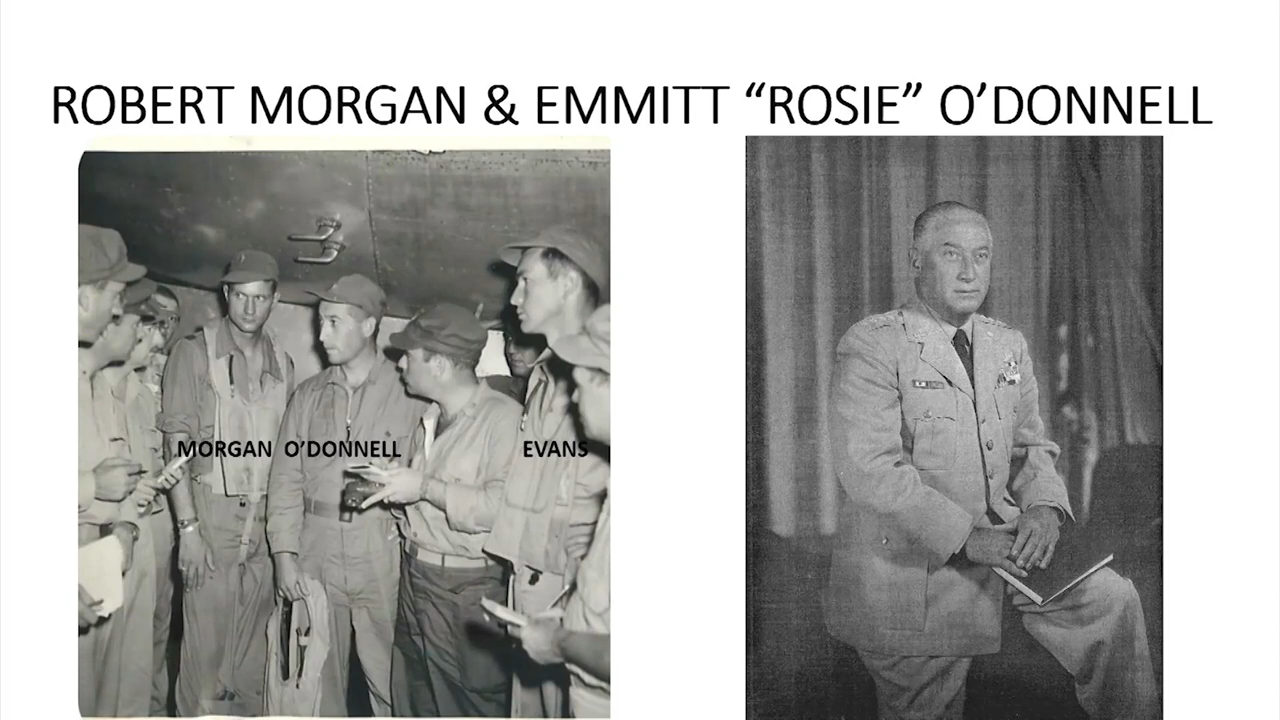 ROBERT MORGAN & EMMITT “ROSIE” O’DONNELL
MORGAN O’DONNELL EVANS